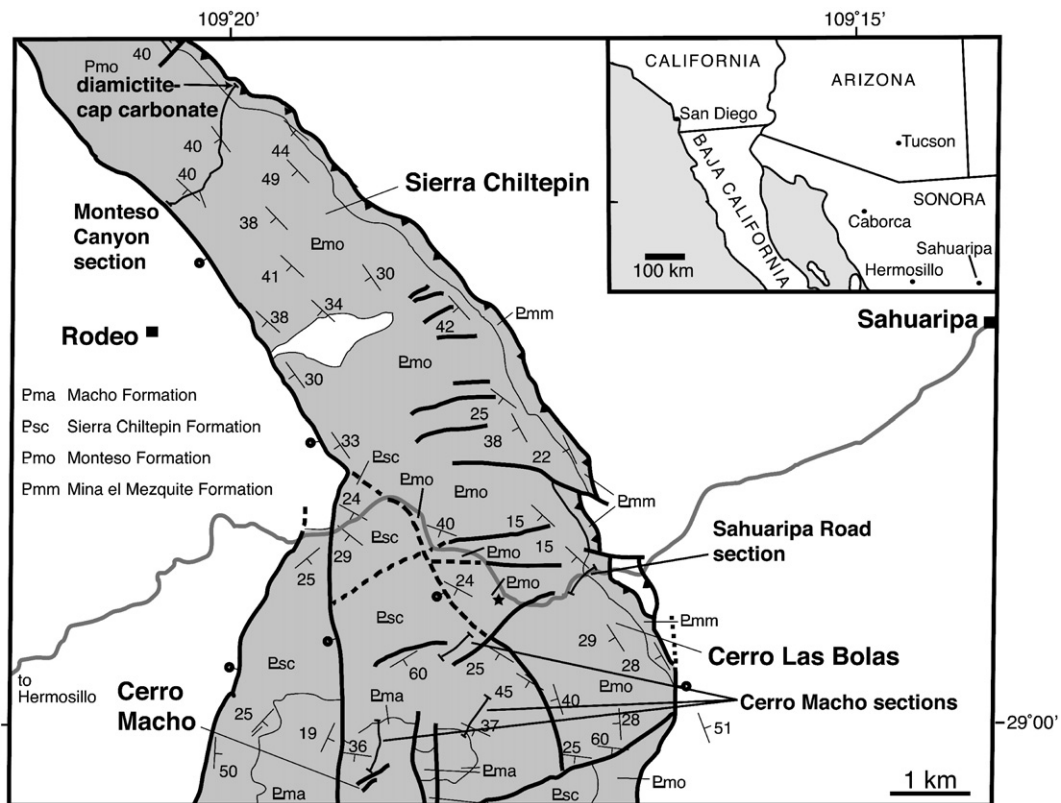 109°20'
109°15'
40
Pmo
diamictite-
cap carbonate
40
44
40
49
Sierra Chiltepin
Monteso
Canyon
section
38
Pmo
41
30
38
34
42
Pmm
Rodeo
Sahuaripa
Pmo
30
25
38
33
22
Pma Macho Formation
Psc Sierra Chiltepin Formation
Pmo Monteso Formation
Pmm Mina el Mezquite Formation
Psc
Pmo
Pmo
Pmm
24
Psc
40
15
15
Sahuaripa Road
section
29
25
Pmo
24
Pmo
Psc
Pmm
29
28
Cerro Las Bolas
to
Hermosillo
Psc
60
25
Pmo
Cerro
Macho
Pma
45
40
Cerro Macho sections
25
19
36
37
28
51
29°00'
50
60
25
Pma
Pma
Psc
Pmo
1 km
CALIFORNIA
ARIZONA
San Diego
Tucson
BAJA CALIFORNIA
SONORA
Caborca
Sahuaripa
Hermosillo
100 km